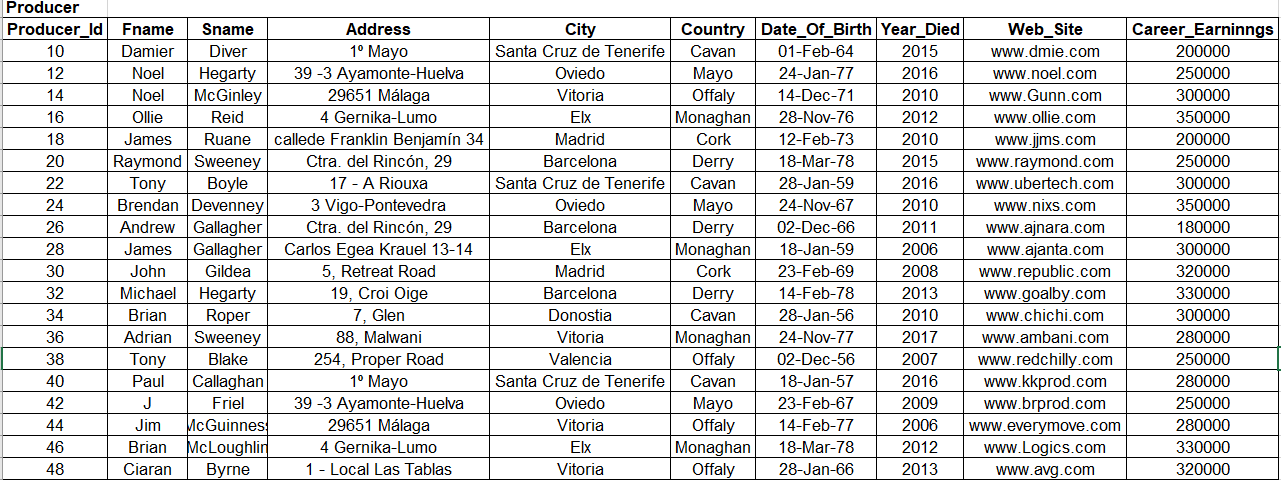 Producer
Producer_Id Fname Sname Address City Country Date_Of_Birth Year_Died Web_Site Career_Earninngs
10 Damier Diver 1º Mayo Santa Cruz de Tenerife Cavan 01-Feb-64 2015 www.dmie.com 200000
12 Noel Hegarty 39 -3 Ayamonte-Huelva Oviedo Mayo 24-Jan-77 2016 www.noel.com 250000
14 Noel McGinley 29651 Málaga Vitoria Offaly 14-Dec-71 2010 www.Gunn.com 300000
16 Ollie Reid 4 Gernika-Lumo Elx Monaghan 28-Nov-76 2012 www.ollie.com 350000
18 James Ruane callede Franklin Benjamín 34 Madrid Cork 12-Feb-73 2010 www.jjms.com 200000
20 Raymond Sweeney Ctra. del Rincón, 29 Barcelona Derry 18-Mar-78 2015 www.raymond.com 250000
22 Tony Boyle 17 - A Riouxa Santa Cruz de Tenerife Cavan 28-Jan-59 2016 www.ubertech.com 300000
24 Brendan Devenney 3 Vigo-Pontevedra Oviedo Mayo 24-Nov-67 2010 www.nixs.com 350000
26 Andrew Gallagher Ctra. del Rincón, 29 Barcelona Derry 02-Dec-66 2011 www.ajnara.com 180000
28 James Gallagher Carlos Egea Krauel 13-14 Elx Monaghan 18-Jan-59 2006 www.ajanta.com 300000
30 John Gildea 5, Retreat Road Madrid Cork 23-Feb-69 2008 www.republic.com 320000
32 Michael Hegarty 19, Croi Oige Barcelona Derry 14-Feb-78 2013 www.goalby.com 330000
34 Brian Roper 7, Glen Donostia Cavan 28-Jan-56 2010 www.chichi.com 300000
36 Adrian Sweeney 88, Malwani Vitoria Monaghan 24-Nov-77 2017 www.ambani.com 280000
38 Tony Blake 254, Proper Road Valencia Offaly 02-Dec-56 2007 www.redchilly.com 250000
40 Paul Callaghan 1º Mayo Santa Cruz de Tenerife Cavan 18-Jan-57 2016 www.kkprod.com 280000
42 J Friel 39 -3 Ayamonte-Huelva Oviedo Mayo 23-Feb-67 2009 www.brprod.com 250000
44 Jim McGuinness 29651 Málaga Vitoria Offaly 14-Feb-77 2006 www.everymove.com 280000
46 Brian McLoughlin 4 Gernika-Lumo Elx Monaghan 18-Mar-78 2012 www.Logics.com 330000
48 Ciaran Byrne 1 - Local Las Tablas Vitoria Offaly 28-Jan-66 2013 www.avg.com 320000